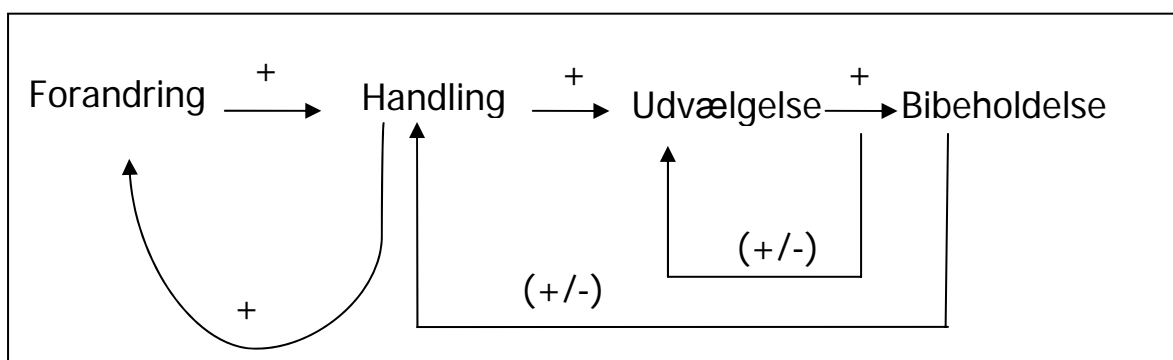 + + +
Forandring Handling Udvælgelse Bibeholdelse
(+/-)
(+/-)
+